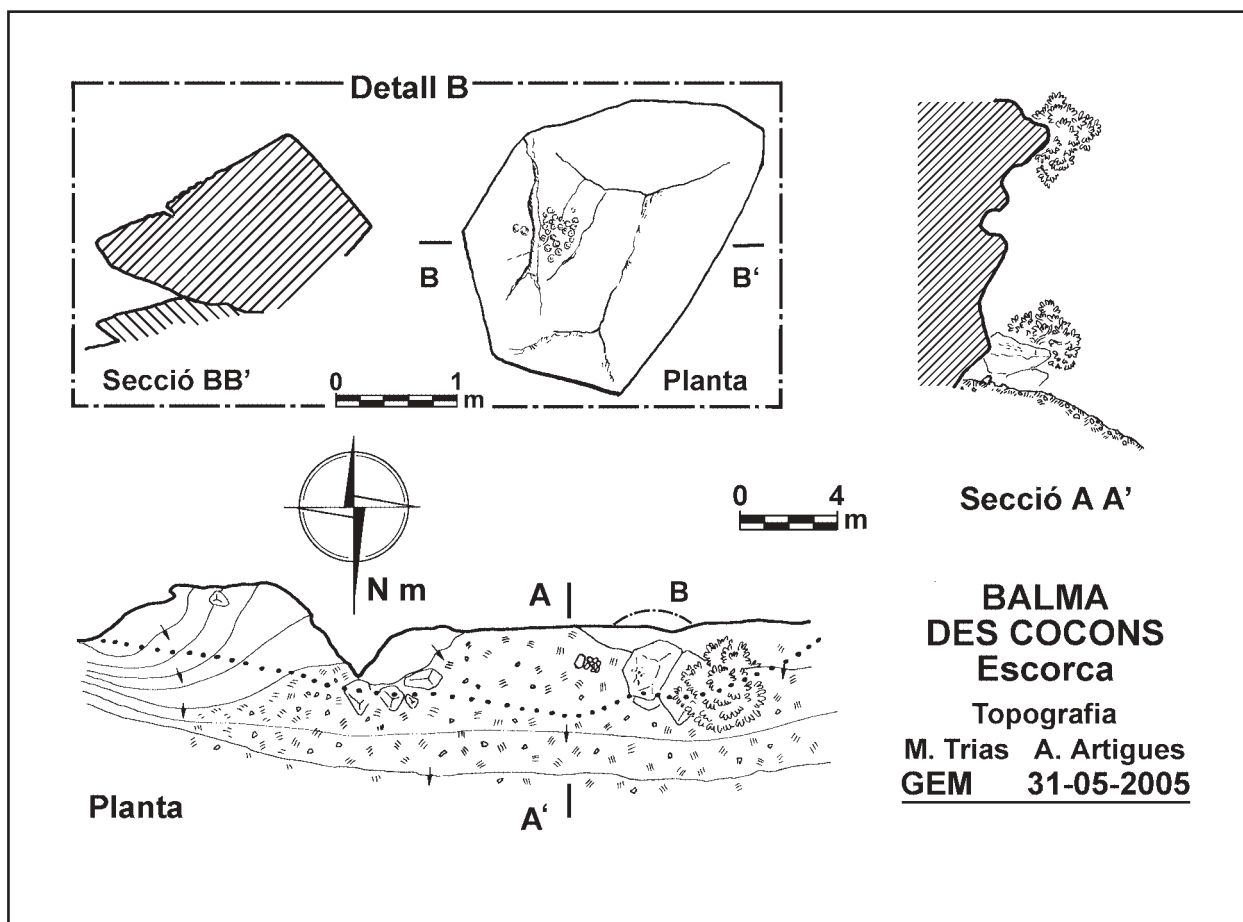 Detall B
B
B'
Secció BB'
0 1
m
Planta
Secció A A'
0 4
m
N m
A
B
A'
Planta
BALMA
DES COCONS
Escorca
Topografia
M. Trias A. Artigues
GEM 31-05-2005